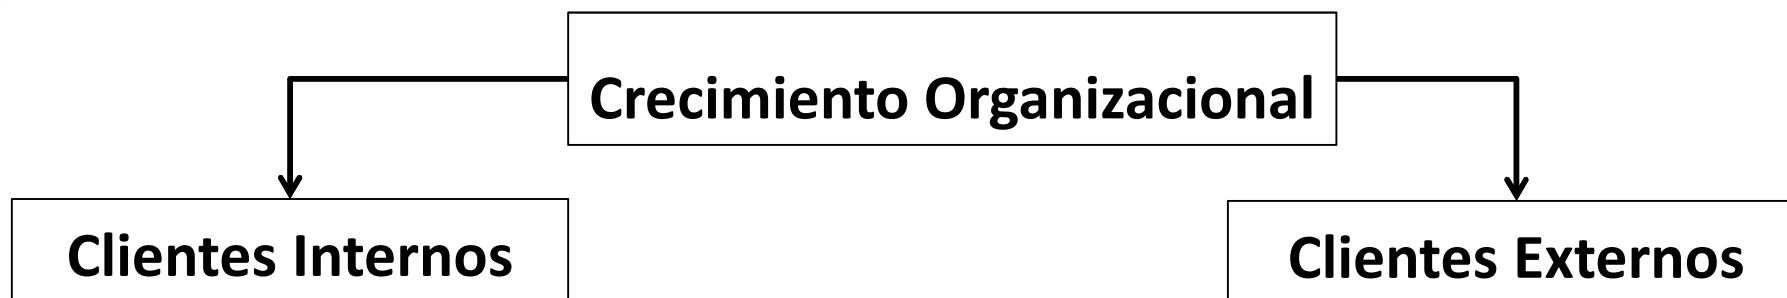 Crecimiento Organizacional
Clientes Internos
Clientes Externos